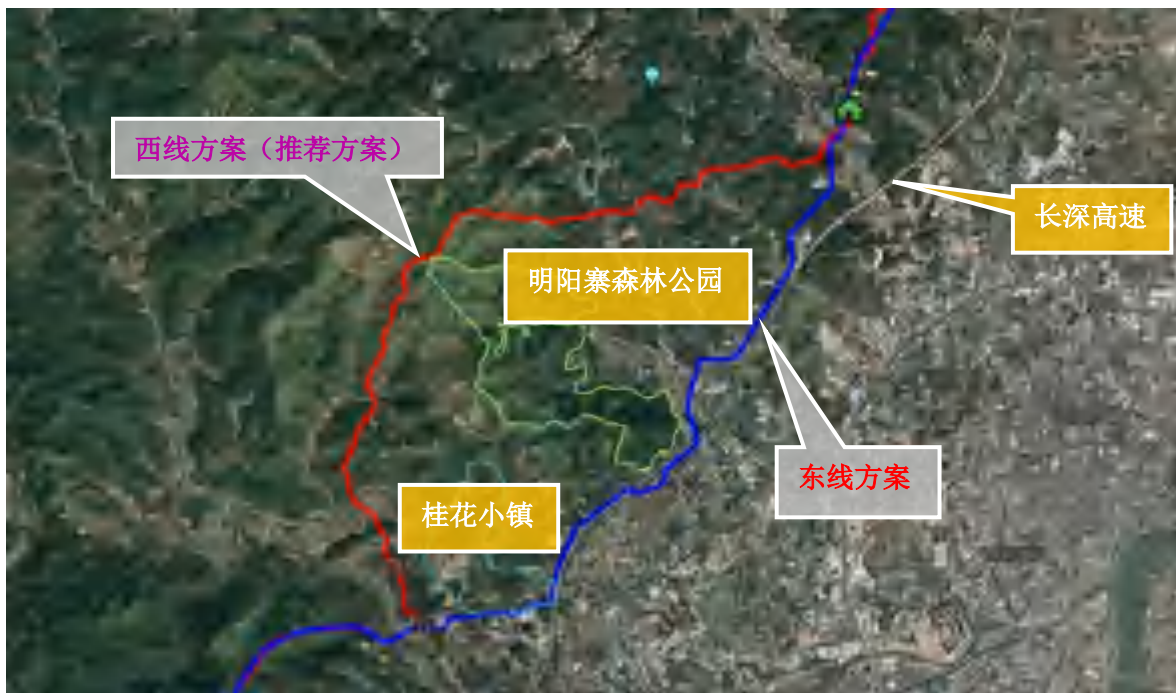 西线方案（推荐方案）
长深高速
明阳寨森林公园
东线方案
桂花小镇